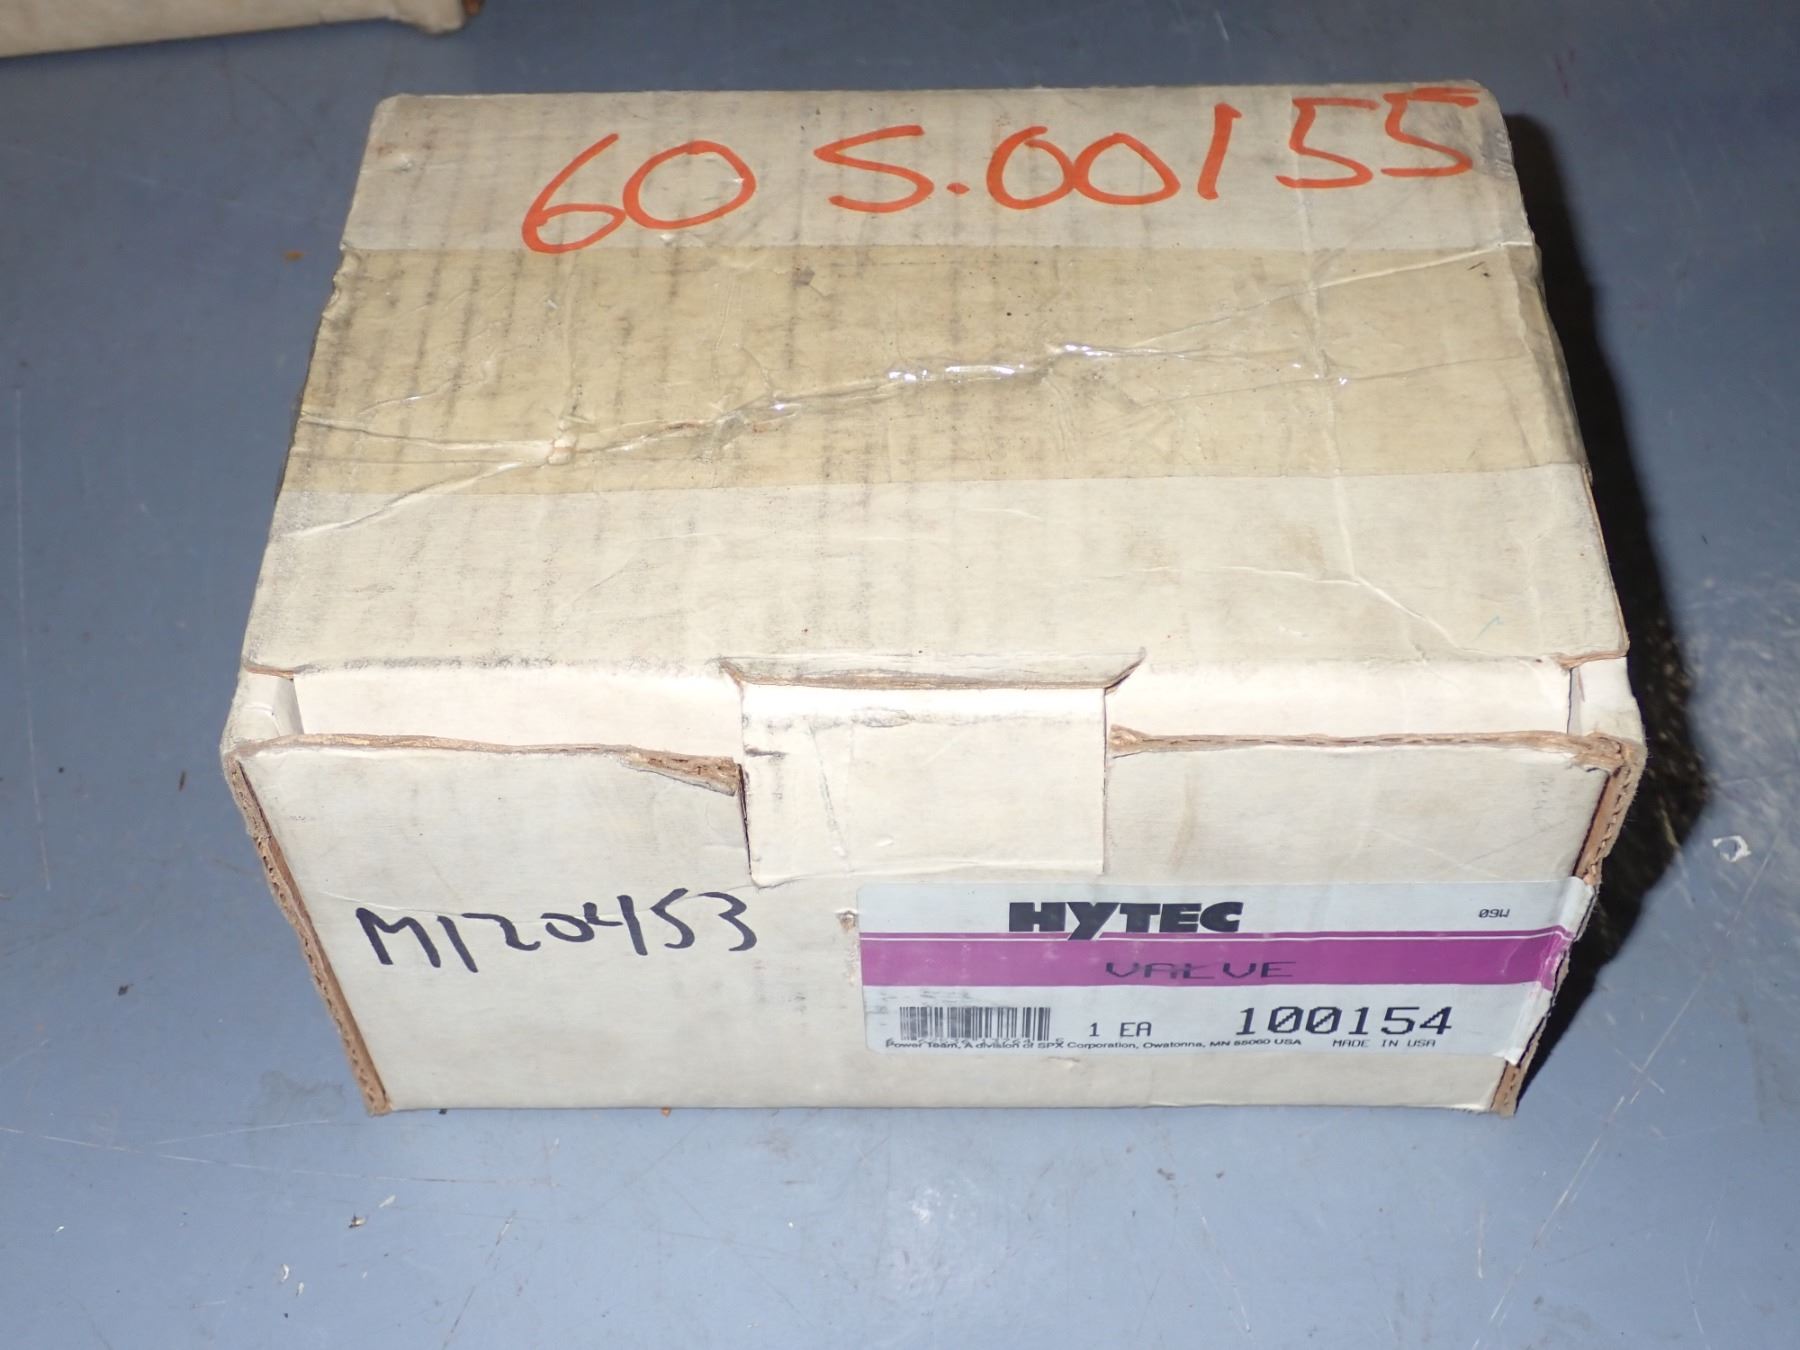 60 S.00155
M120453
HYTEC
09W
VALVE
1 EA 100154
Power Team, A division of SPX Corporation, Owatonna, MN 55060 USA MADE IN USA